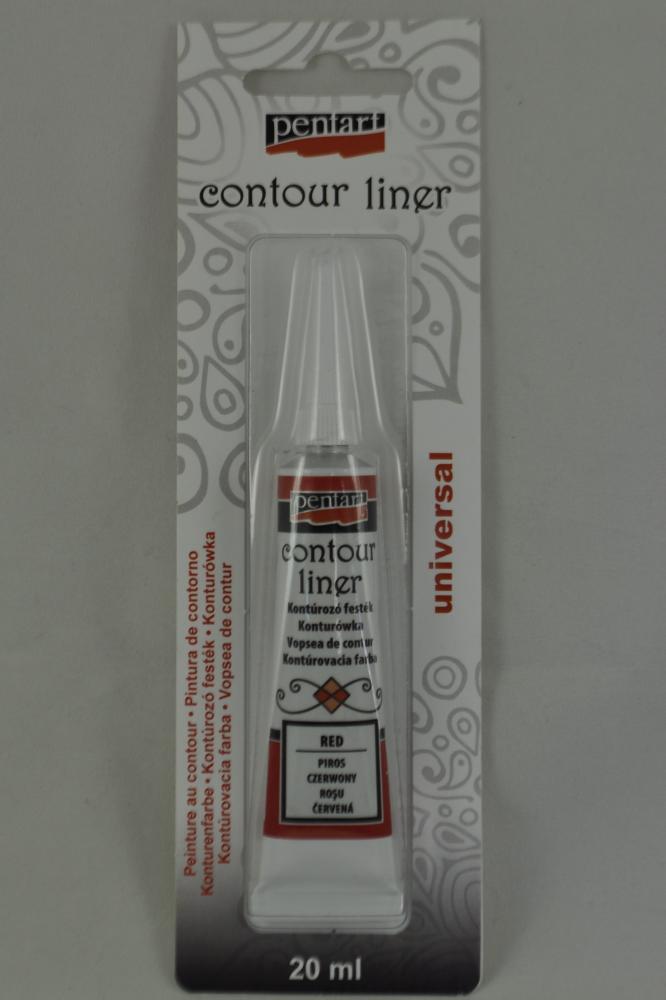 pentart
contour liner
universal
Peinture au contour • Pintura de contorno
Konturenfarbe • Kontúrozó festék • Konturówka
Kontúrovacia farba • Vopsea de contur
pentart
contour
liner
Kontúrozó festék
Konturówka
Vopsea de contur
Kontúrovacia farba
RED
PIROS
CZERWONY
ROȘU
ČERVENÁ
20 ml